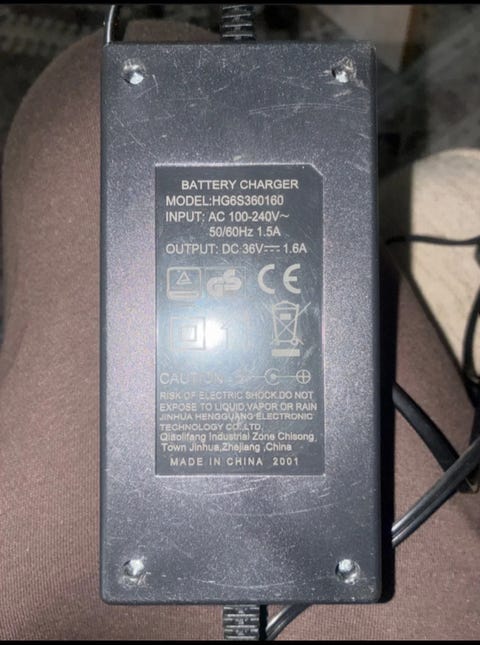 BATTERY CHARGER
MODEL:HG6S360160
INPUT: AC 100-240V~
50/60Hz 1.5A
OUTPUT: DC 36V⎓1.6A
CE
CAUTION
RISK OF ELECTRIC SHOCK.DO NOT
EXPOSE TO LIQUID,VAPOR OR RAIN
JINHUA HENGGUANG ELECTRONIC
TECHNOLOGY CO.,LTD.
Qiaolifang Industrial Zone Chisong
Town Jinhua,Zhejiang ,China
MADE IN CHINA 2001